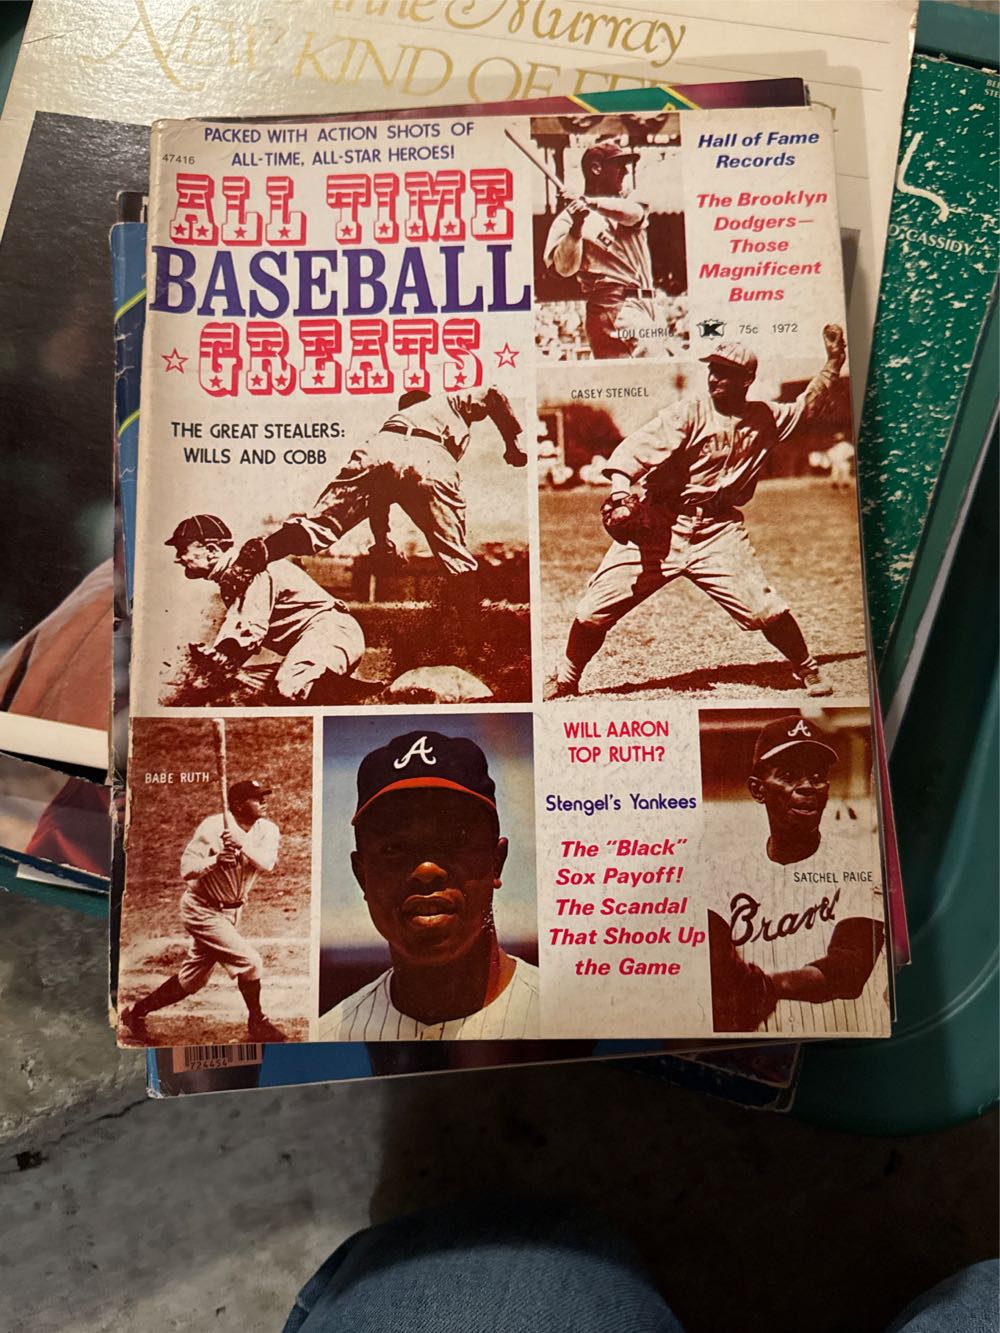 Murray
NEW KIND OF
PACKED WITH ACTION SHOTS OF
ALL-TIME, ALL-STAR HEROES!
47416
ALL TIME
BASEBALL
GREATS
Hall of Fame
Records
The Brooklyn
Dodgers—
Those
Magnificent
Bums
LOU GEHRIG
K 75c 1972
CASEY STENGEL
THE GREAT STEALERS:
WILLS AND COBB
BABE RUTH
A
WILL AARON
TOP RUTH?
Stengel's Yankees
The "Black"
Sox Payoff!
The Scandal
That Shook Up
the Game
A
SATCHEL PAIGE
Braves
CASSIDY
724454